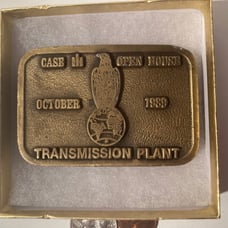 CASE IH OPEN HOUSE
OCTOBER 1989
TRANSMISSION PLANT